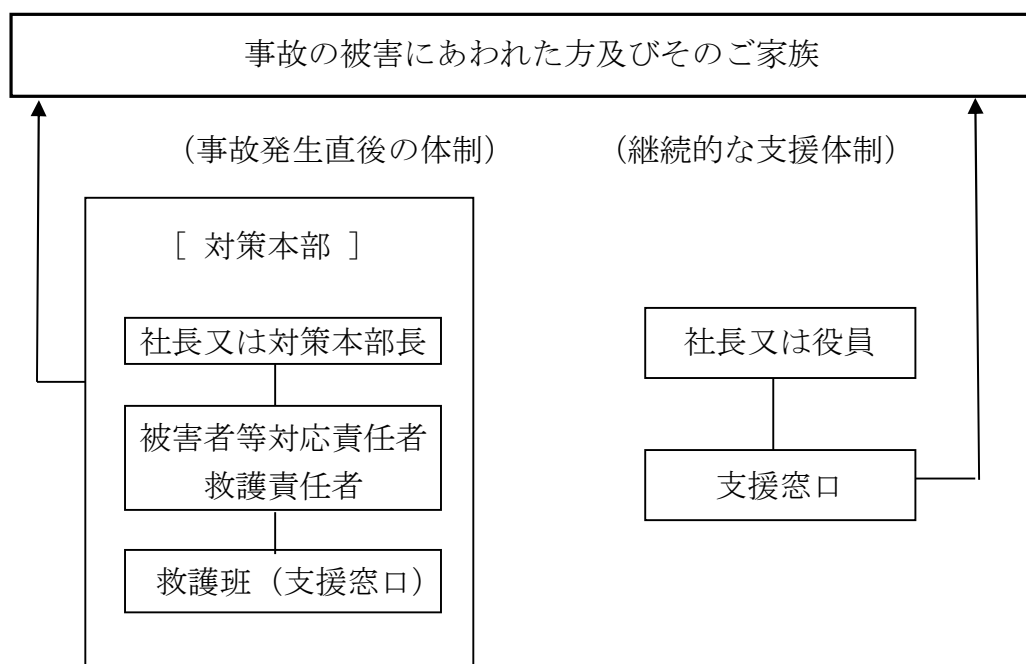 事故の被害にあわれた方及びそのご家族
（事故発生直後の体制）
（継続的な支援体制）
［ 対策本部 ］
社長又は対策本部長
被害者等対応責任者
救護責任者
救護班（支援窓口）
社長又は役員
支援窓口